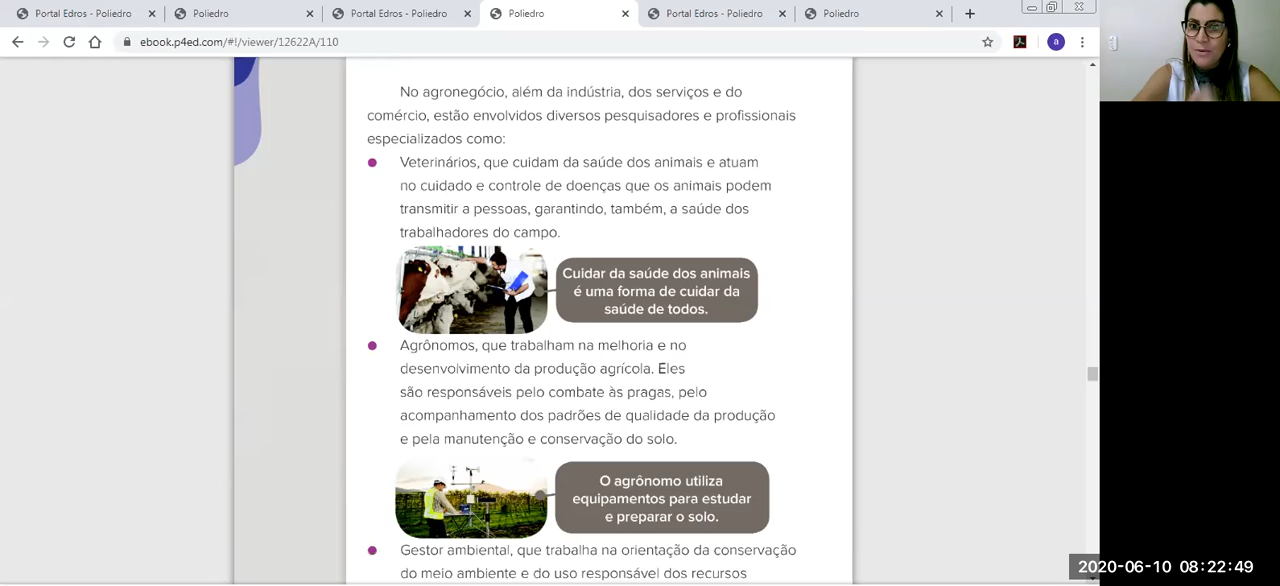 Portal Edros - Poliedro
Poliedro
Portal Edros - Poliedro
Poliedro
Portal Edros - Poliedro
Poliedro
ebook.p4ed.com/#!/viewer/12622A/110
a
No agronegócio, além da indústria, dos serviços e do
comércio, estão envolvidos diversos pesquisadores e profissionais
especializados como:
Veterinários, que cuidam da saúde dos animais e atuam
no cuidado e controle de doenças que os animais podem
transmitir a pessoas, garantindo, também, a saúde dos
trabalhadores do campo.
Cuidar da saúde dos animais
é uma forma de cuidar da
saúde de todos.
Agrônomos, que trabalham na melhoria e no
desenvolvimento da produção agrícola. Eles
são responsáveis pelo combate às pragas, pelo
acompanhamento dos padrões de qualidade da produção
e pela manutenção e conservação do solo.
O agrônomo utiliza
equipamentos para estudar
e preparar o solo.
Gestor ambiental, que trabalha na orientação da conservação
do meio ambiente e do uso responsável dos recursos
2020-06-10 08:22:49